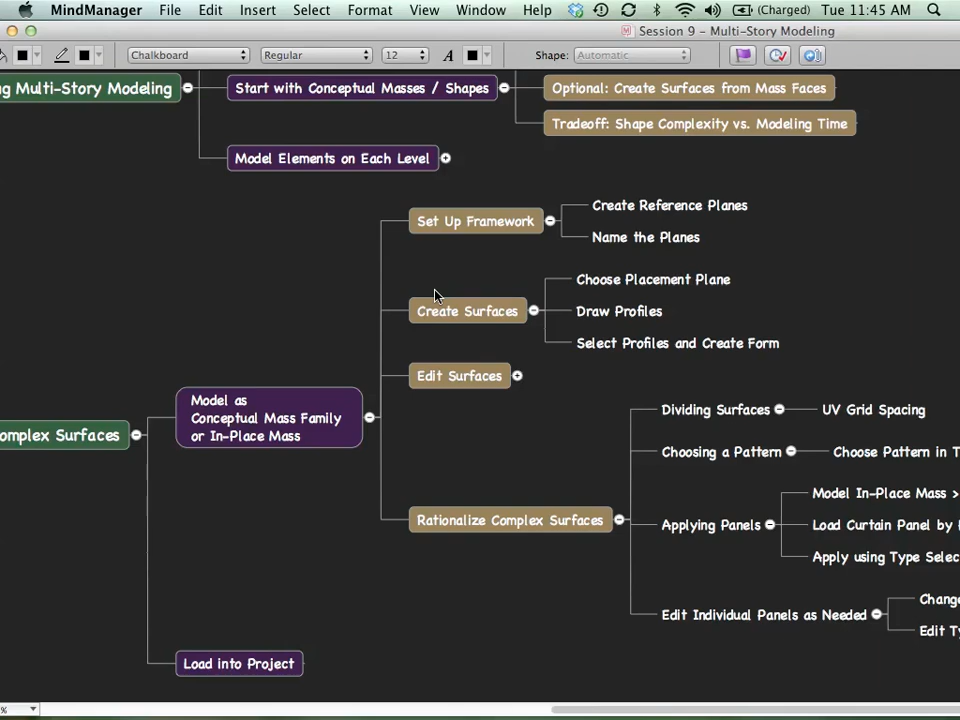 MindManager File Edit Insert Select Format View Window Help (Charged) Tue 11:45 AM
Session 9 - Multi-Story Modeling
Chalkboard Regular 12 A Shape: Automatic
Multi-Story Modeling
Start with Conceptual Masses / Shapes
Optional: Create Surfaces from Mass Faces
Tradeoff: Shape Complexity vs. Modeling Time
Model Elements on Each Level
Set Up Framework
Create Reference Planes
Name the Planes
Create Surfaces
Choose Placement Plane
Draw Profiles
Select Profiles and Create Form
Edit Surfaces
Model as
Conceptual Mass Family
or In-Place Mass
omplex Surfaces
Rationalize Complex Surfaces
Dividing Surfaces
UV Grid Spacing
Choosing a Pattern
Choose Pattern in T
Applying Panels
Model In-Place Mass >
Load Curtain Panel by
Apply using Type Selec
Edit Individual Panels as Needed
Change
Edit Ty
Load into Project
%